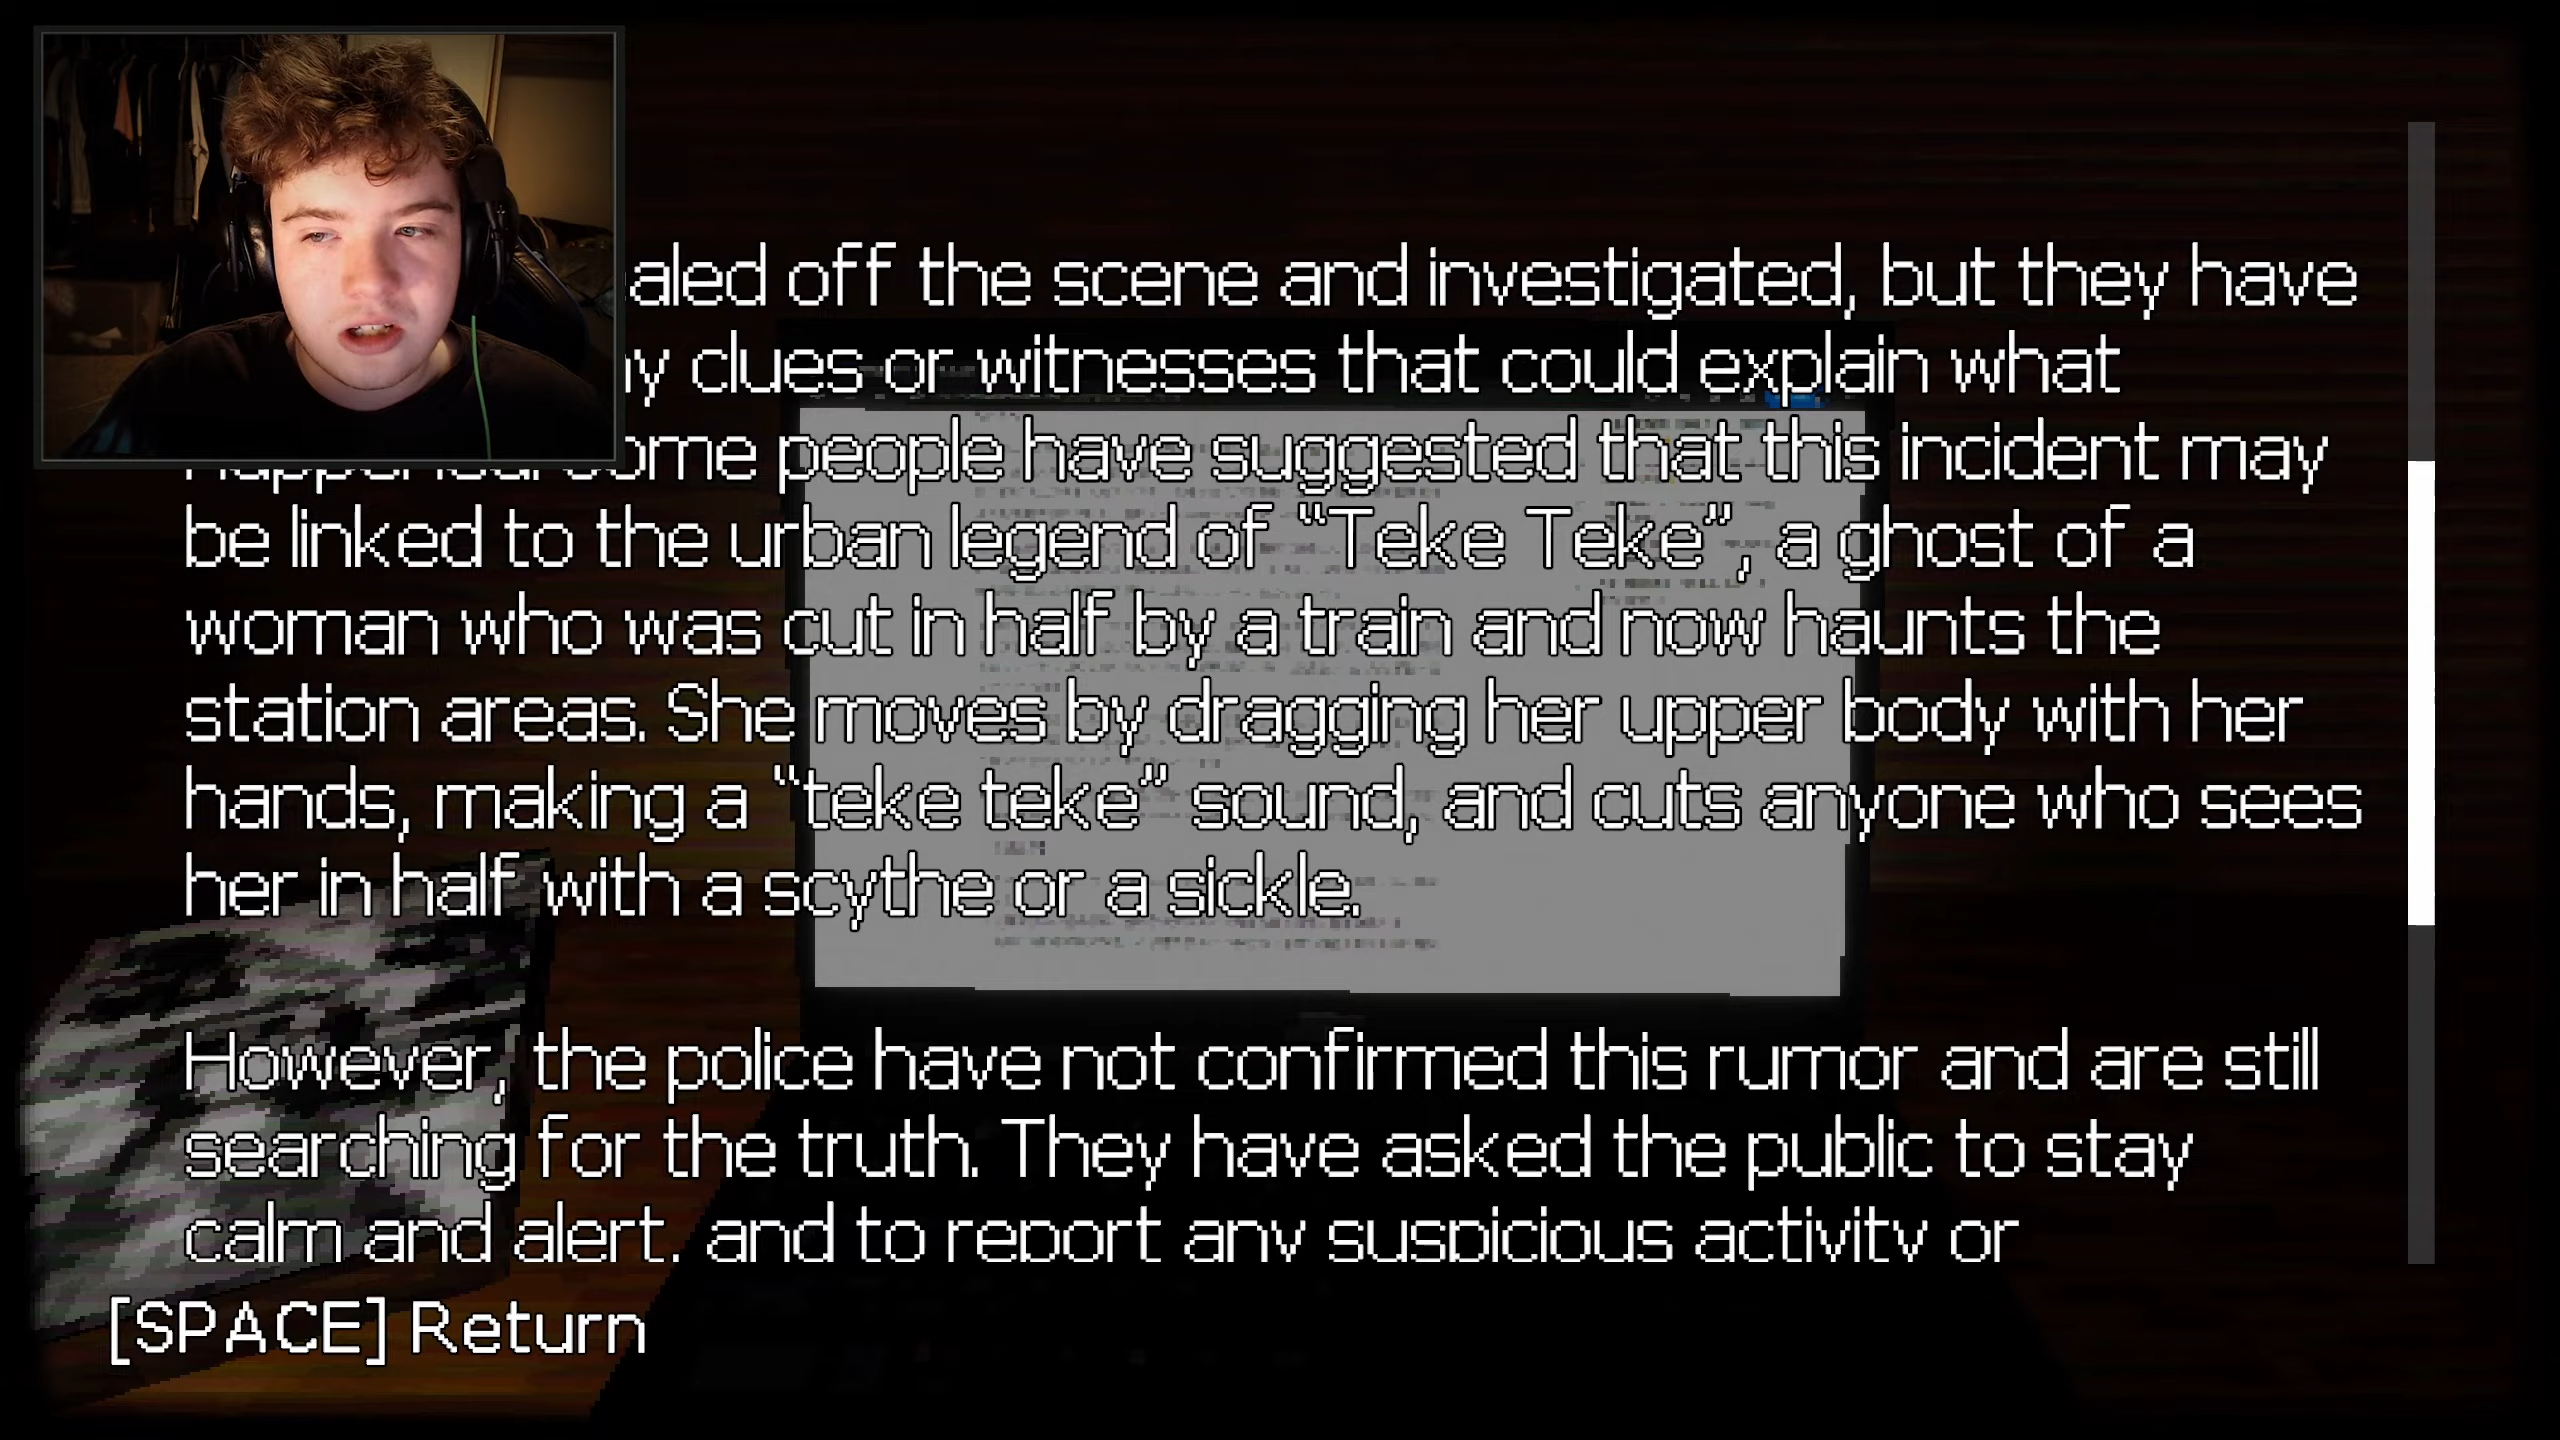 off the scene and investigated, but they have
clues or witnesses that could explain what
people have suggested that this incident may
be linked to the urban legend of “Teke Teke”, a ghost of a
woman who was cut in half by a train and now haunts the
station areas. She moves by dragging her upper body with her
hands, making a “teke teke” sound, and cuts anyone who sees
her in half with a scythe or a sickle.
However, the police have not confirmed this rumor and are still
searching for the truth. They have asked the public to stay
calm and alert, and to report any suspicious activity or
[SPACE] Return